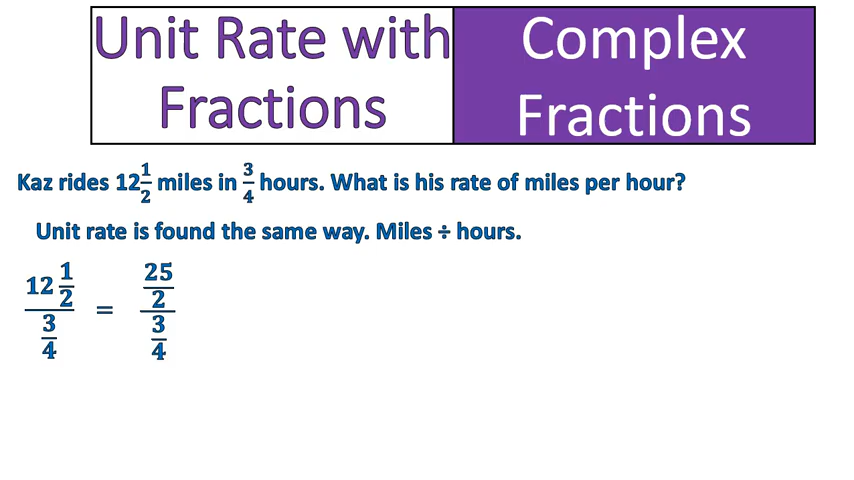 Unit Rate with Fractions
Complex Fractions
Kaz rides 12 1/2 miles in 3/4 hours. What is his rate of miles per hour?
Unit rate is found the same way. Miles ÷ hours.
12 1/2 / 3/4 = 25/2 / 3/4